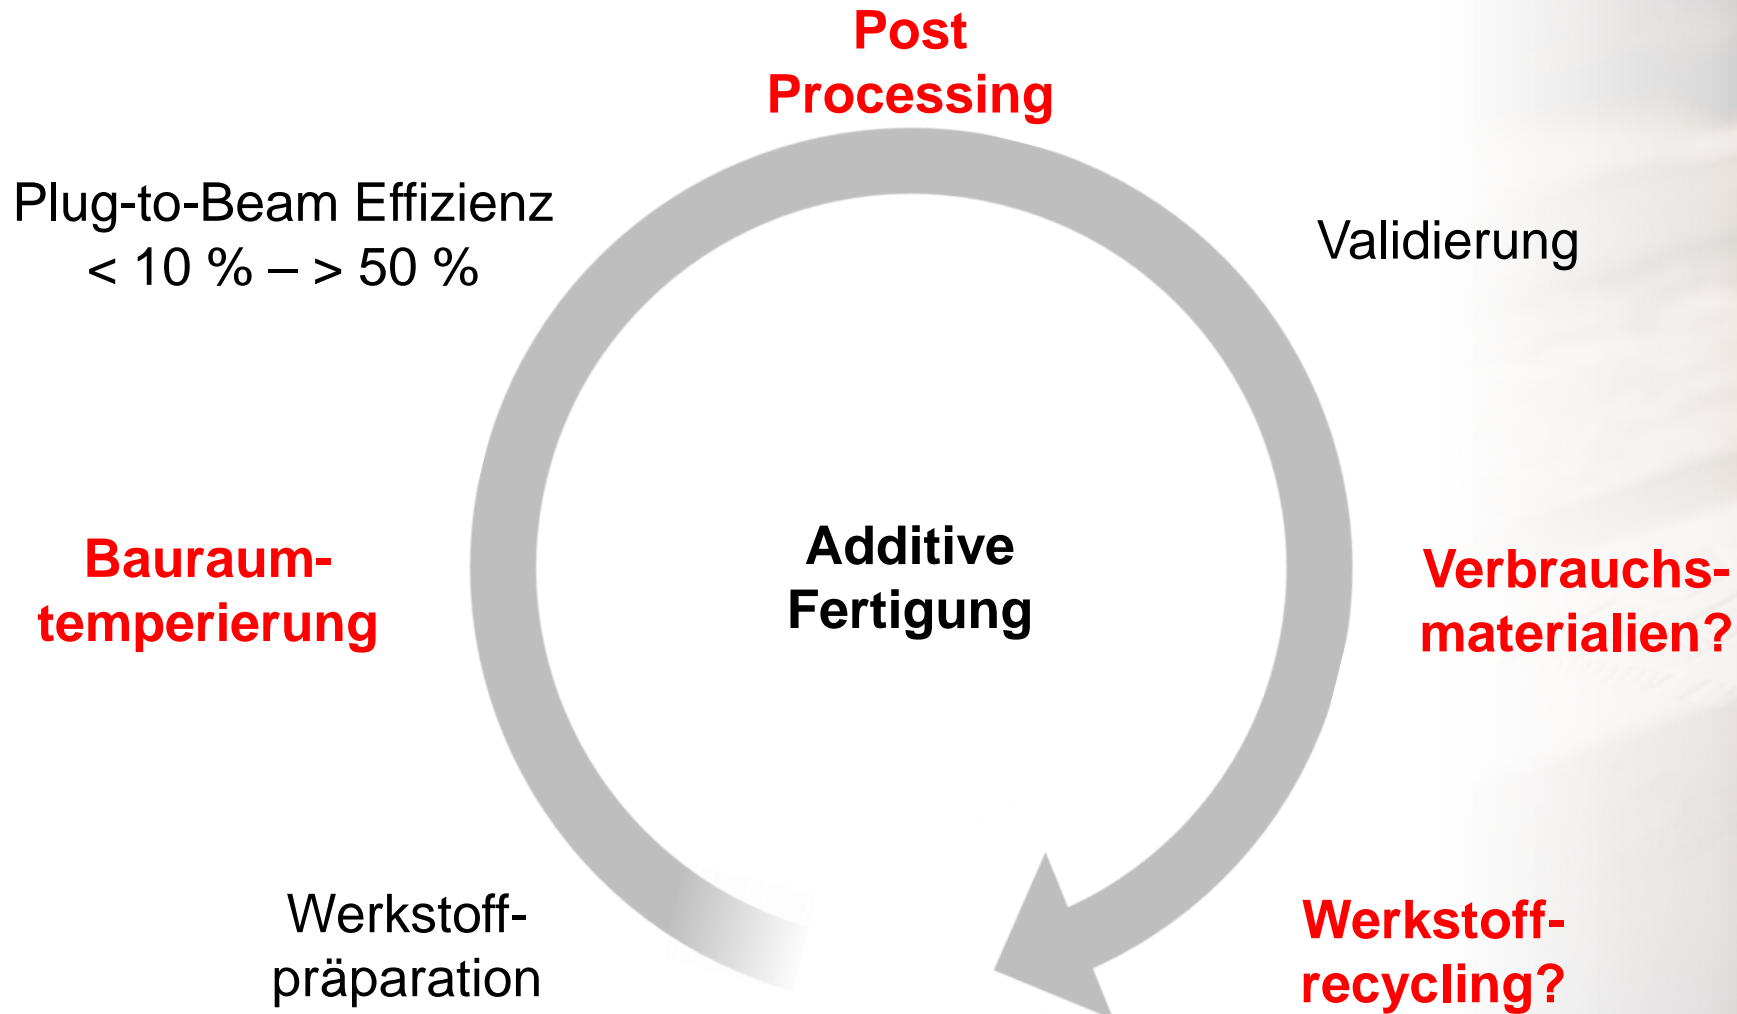 Post
Processing
Plug-to-Beam Effizienz
< 10 % – > 50 %
Validierung
Bauraum-
temperierung
Additive
Fertigung
Verbrauchs-
materialien?
Werkstoff-
präparation
Werkstoff-
recycling?